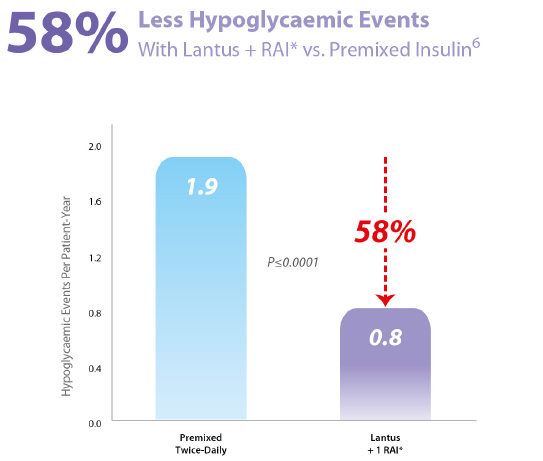 58% Less Hypoglycaemic Events
With Lantus + RAI* vs. Premixed Insulin6
Hypoglycaemic Events Per Patient-Year
2.0
1.6
1.2
0.8
0.4
0.0
1.9
P≤0.0001
58%
0.8
Premixed
Twice-Daily
Lantus
+ 1 RAI*